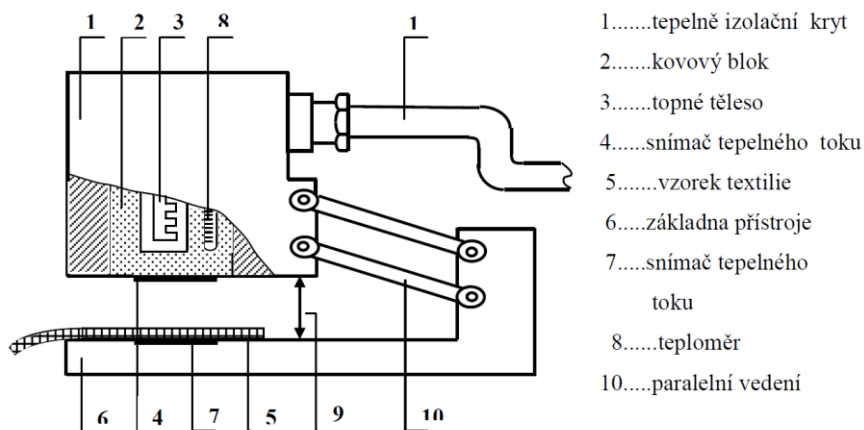 1 2 3 8 1
6 4 7 5 9 10
1.......tepelně izolační kryt
2.......kovový blok
3.......topné těleso
4......snímač tepelného toku
5.......vzorek textilie
6.....základna přístroje
7.....snímač tepelného
toku
8.....teploměr
10.....paralelní vedení